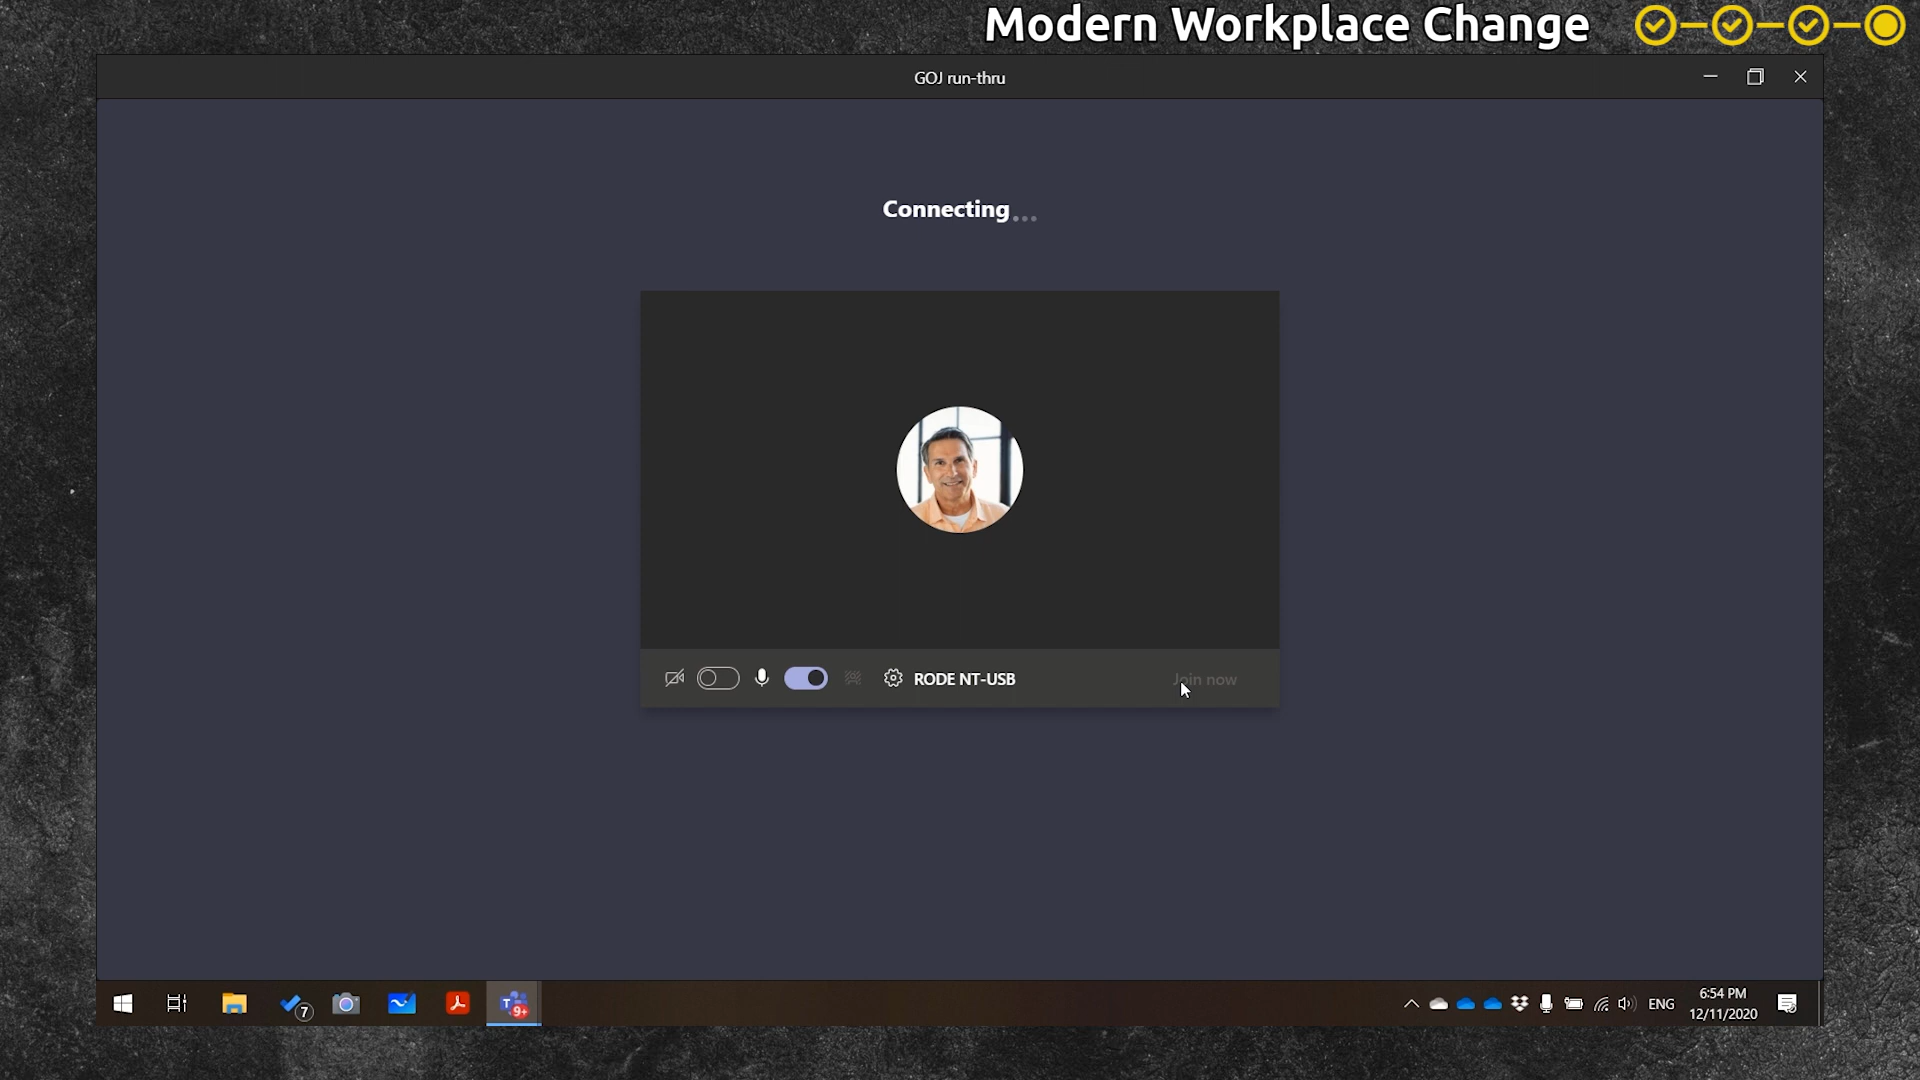 Modern Workplace Change
GOJ run-thru
Connecting...
RODE NT-USB
Join now
7
T
9+
ENG
6:54 PM
12/11/2020